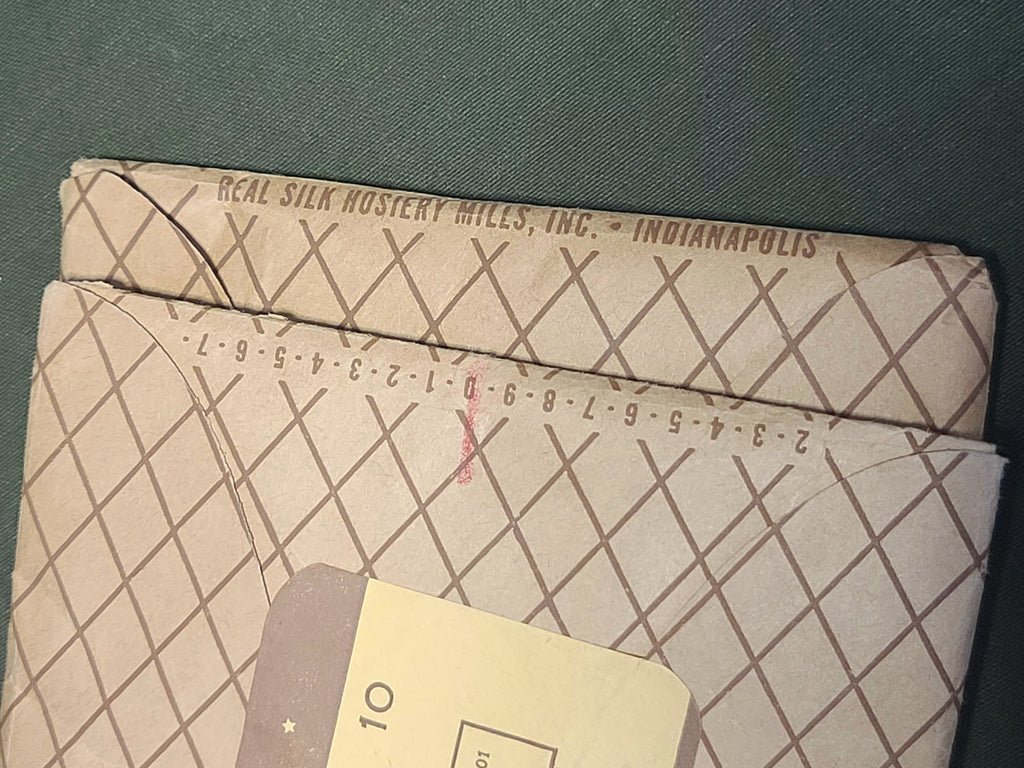 REAL SILK HOSIERY MILLS, INC. • INDIANAPOLIS
2-3-4-5-6-7-8-9-0-1-2-3-4-5-6-7-
10
01